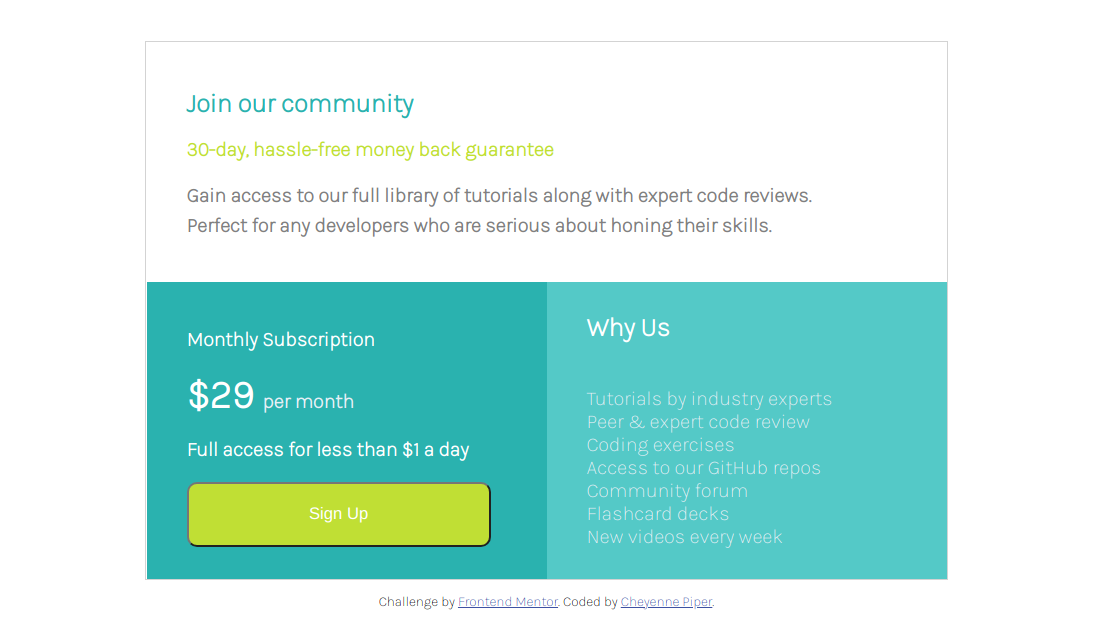 Join our community
30-day, hassle-free money back guarantee
Gain access to our full library of tutorials along with expert code reviews.
Perfect for any developers who are serious about honing their skills.
Monthly Subscription
$29 per month
Full access for less than $1 a day
Sign Up
Why Us
Tutorials by industry experts
Peer & expert code review
Coding exercises
Access to our GitHub repos
Community forum
Flashcard decks
New videos every week
Challenge by Frontend Mentor. Coded by Cheyenne Piper.